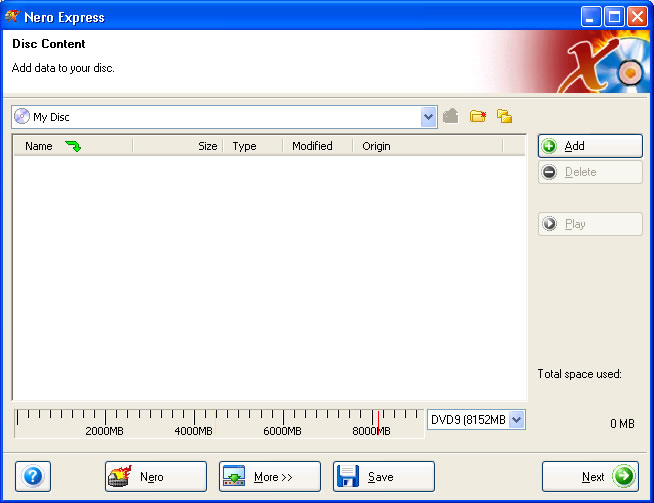 Nero Express
Disc Content
Add data to your disc.
My Disc
Name Size Type Modified Origin
Add
Delete
Play
Total space used:
2000MB 4000MB 6000MB 8000MB DVD9 (8152MB 0 MB
? Nero More >> Save Next